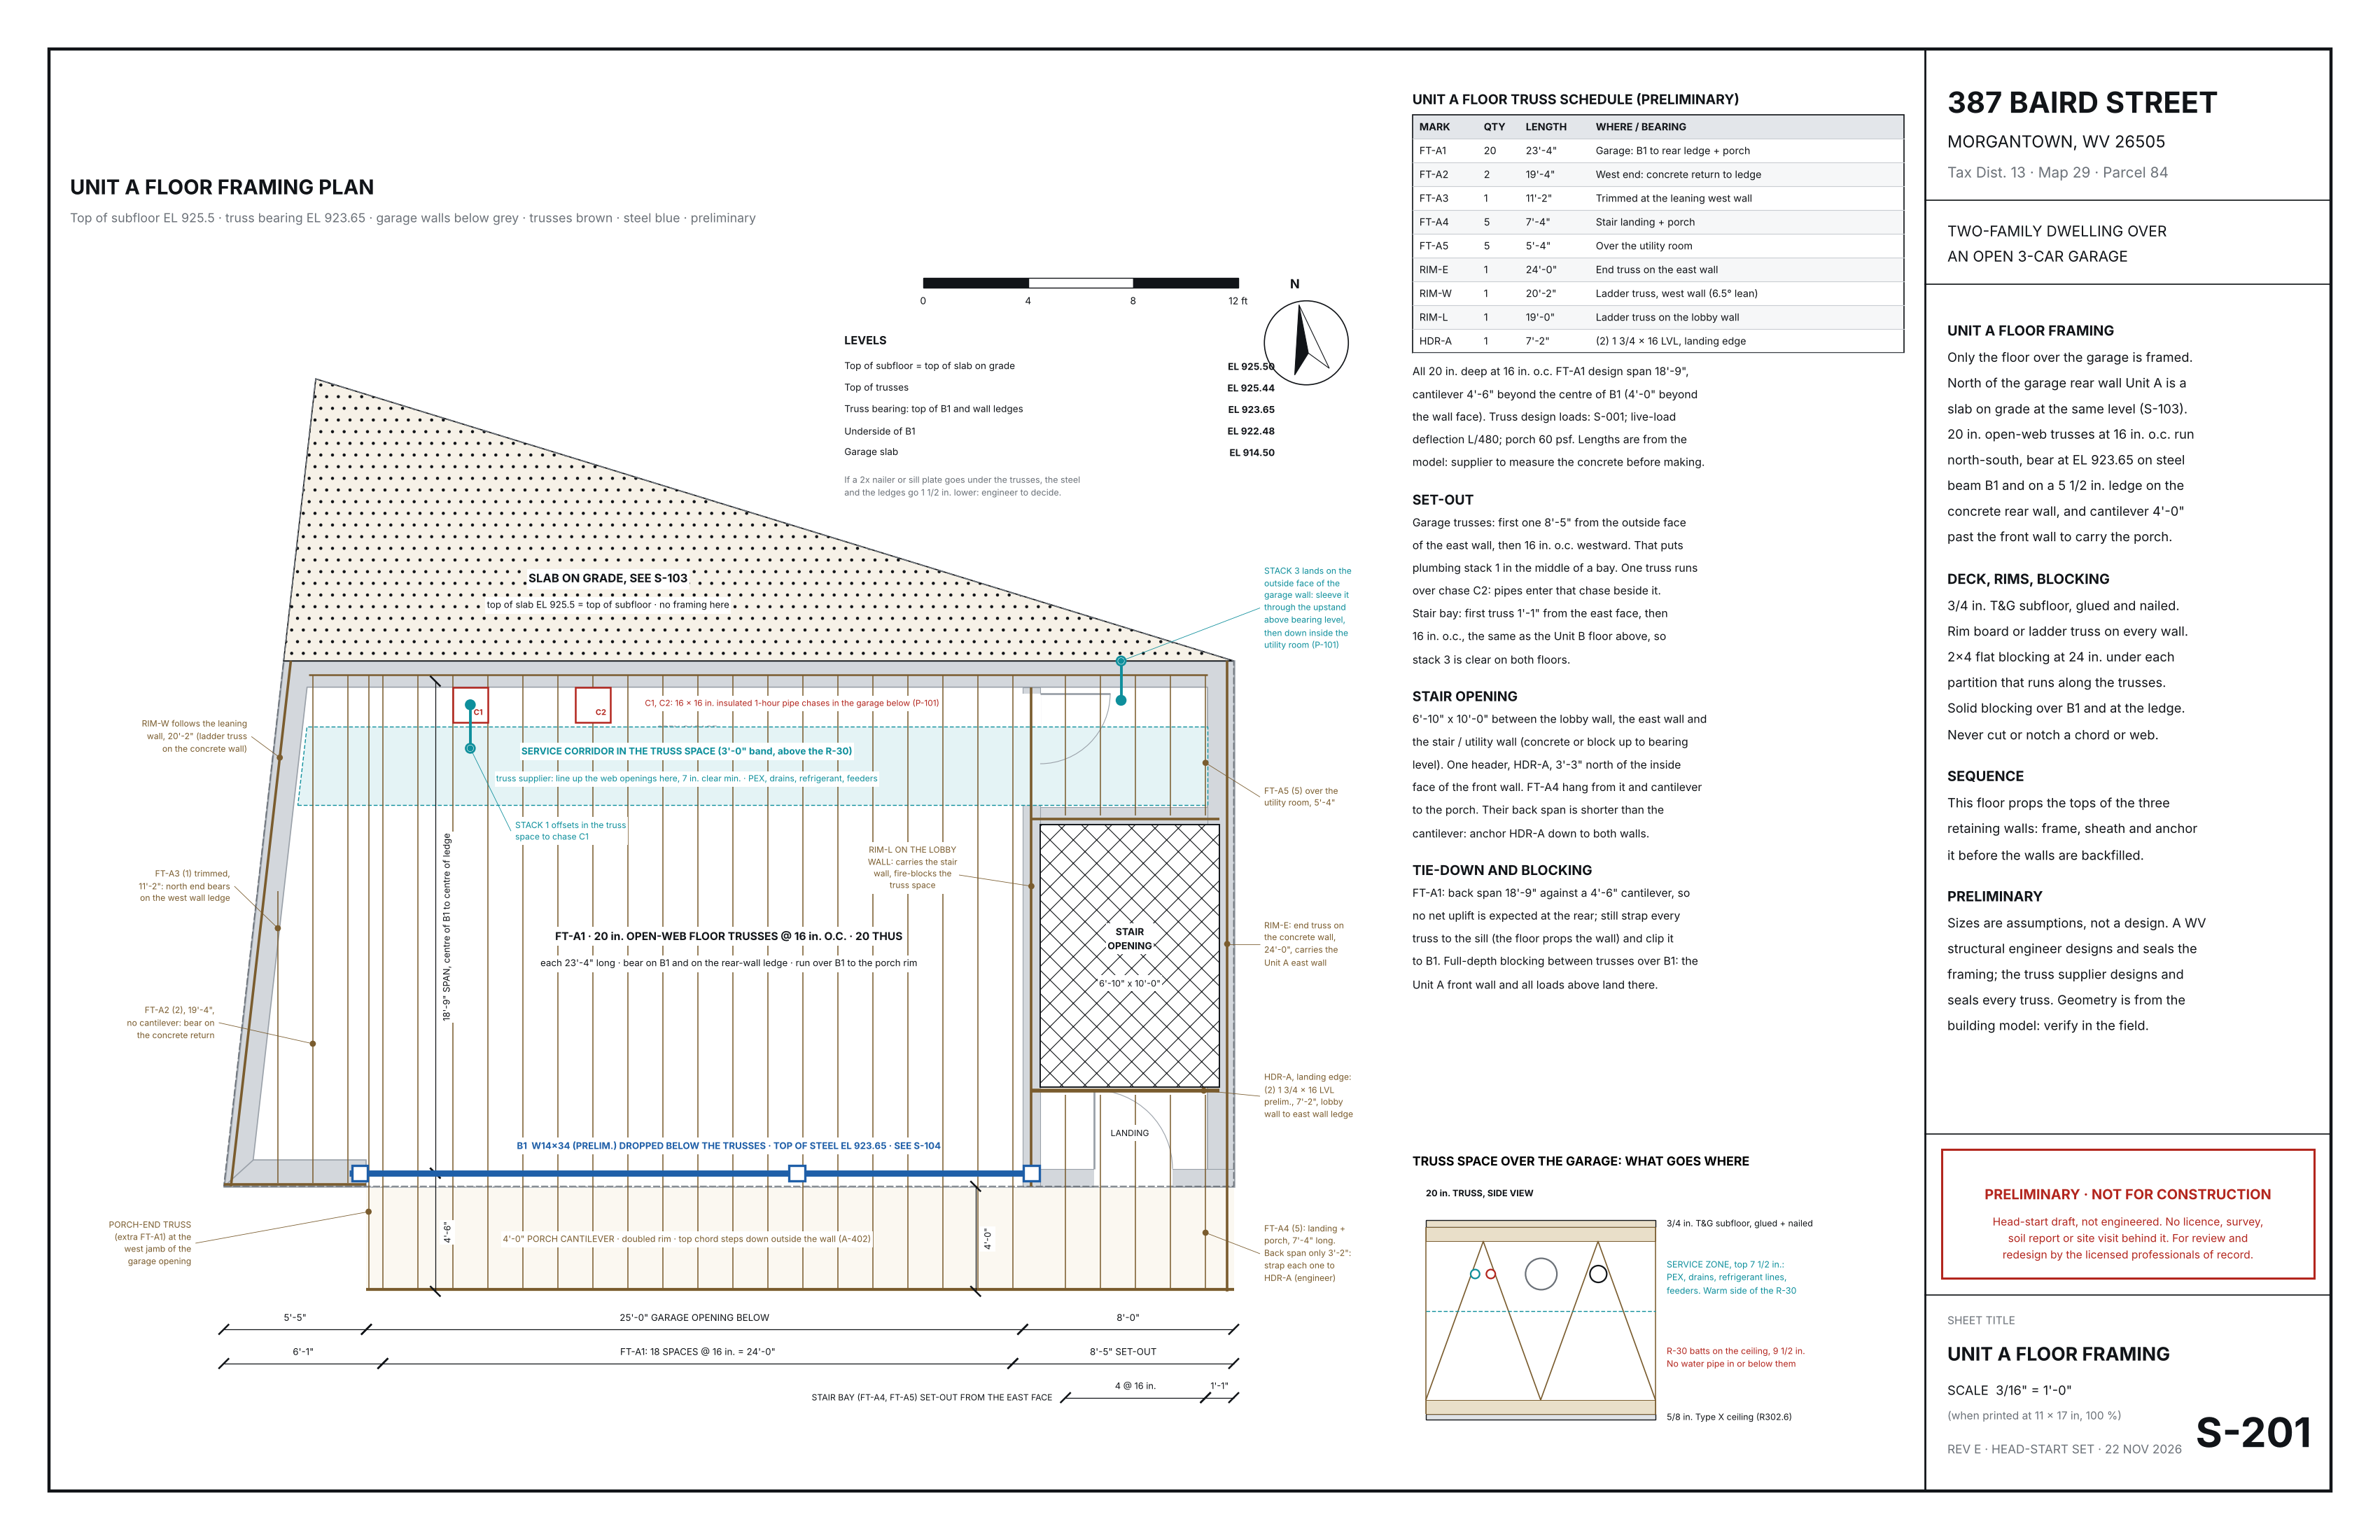 UNIT A FLOOR FRAMING PLAN
Top of subfloor EL 925.5 · truss bearing EL 923.65 · garage walls below grey · trusses brown · steel blue · preliminary
0 4 8 12 ft
N
LEVELS
Top of subfloor = top of slab on grade EL 925.50
Top of trusses EL 925.44
Truss bearing: top of B1 and wall ledges EL 923.65
Underside of B1 EL 922.48
Garage slab EL 914.50
If a 2x nailer or sill plate goes under the trusses, the steel
and the ledges go 1 1/2 in. lower: engineer to decide.
SLAB ON GRADE, SEE S-103
top of slab EL 925.5 = top of subfloor · no framing here
STACK 3 lands on the
outside face of the
garage wall: sleeve it
through the upstand
above bearing level,
then down inside the
utility room (P-101)
C1
C2
C1, C2: 16 × 16 in. insulated 1-hour pipe chases in the garage below (P-101)
RIM-W follows the leaning
wall, 20'-2" (ladder truss
on the concrete wall)
SERVICE CORRIDOR IN THE TRUSS SPACE (3'-0" band, above the R-30)
truss supplier: line up the web openings here, 7 in. clear min. · PEX, drains, refrigerant, feeders
FT-A5 (5) over the
utility room, 5'-4"
STACK 1 offsets in the truss
space to chase C1
18'-9" SPAN, centre of B1 to centre of ledge
RIM-L ON THE LOBBY
WALL: carries the stair
wall, fire-blocks the
truss space
FT-A3 (1) trimmed,
11'-2": north end bears
on the west wall ledge
FT-A1 · 20 in. OPEN-WEB FLOOR TRUSSES @ 16 in. O.C. · 20 THUS
each 23'-4" long · bear on B1 and on the rear-wall ledge · run over B1 to the porch rim
STAIR
OPENING
6'-10" x 10'-0"
RIM-E: end truss on
the concrete wall,
24'-0", carries the
Unit A east wall
FT-A2 (2), 19'-4",
no cantilever: bear on
the concrete return
HDR-A, landing edge:
(2) 1 3/4 × 16 LVL
prelim., 7'-2", lobby
wall to east wall ledge
LANDING
B1 W14×34 (PRELIM.) DROPPED BELOW THE TRUSSES · TOP OF STEEL EL 923.65 · SEE S-104
PORCH-END TRUSS
(extra FT-A1) at the
west jamb of the
garage opening
4'-6"
4'-0" PORCH CANTILEVER · doubled rim · top chord steps down outside the wall (A-402)
4'-0"
FT-A4 (5): landing +
porch, 7'-4" long.
Back span only 3'-2":
strap each one to
HDR-A (engineer)
5'-5" 25'-0" GARAGE OPENING BELOW 8'-0"
6'-1" FT-A1: 18 SPACES @ 16 in. = 24'-0" 8'-5" SET-OUT
STAIR BAY (FT-A4, FT-A5) SET-OUT FROM THE EAST FACE 4 @ 16 in. 1'-1"
UNIT A FLOOR TRUSS SCHEDULE (PRELIMINARY)
MARK QTY LENGTH WHERE / BEARING
FT-A1 20 23'-4" Garage: B1 to rear ledge + porch
FT-A2 2 19'-4" West end: concrete return to ledge
FT-A3 1 11'-2" Trimmed at the leaning west wall
FT-A4 5 7'-4" Stair landing + porch
FT-A5 5 5'-4" Over the utility room
RIM-E 1 24'-0" End truss on the east wall
RIM-W 1 20'-2" Ladder truss, west wall (6.5° lean)
RIM-L 1 19'-0" Ladder truss on the lobby wall
HDR-A 1 7'-2" (2) 1 3/4 × 16 LVL, landing edge
All 20 in. deep at 16 in. o.c. FT-A1 design span 18'-9",
cantilever 4'-6" beyond the centre of B1 (4'-0" beyond
the wall face). Truss design loads: S-001; live-load
deflection L/480; porch 60 psf. Lengths are from the
model: supplier to measure the concrete before making.
SET-OUT
Garage trusses: first one 8'-5" from the outside face
of the east wall, then 16 in. o.c. westward. That puts
plumbing stack 1 in the middle of a bay. One truss runs
over chase C2: pipes enter that chase beside it.
Stair bay: first truss 1'-1" from the east face, then
16 in. o.c., the same as the Unit B floor above, so
stack 3 is clear on both floors.
STAIR OPENING
6'-10" x 10'-0" between the lobby wall, the east wall and
the stair / utility wall (concrete or block up to bearing
level). One header, HDR-A, 3'-3" north of the inside
face of the front wall. FT-A4 hang from it and cantilever
to the porch. Their back span is shorter than the
cantilever: anchor HDR-A down to both walls.
TIE-DOWN AND BLOCKING
FT-A1: back span 18'-9" against a 4'-6" cantilever, so
no net uplift is expected at the rear; still strap every
truss to the sill (the floor props the wall) and clip it
to B1. Full-depth blocking between trusses over B1: the
Unit A front wall and all loads above land there.
TRUSS SPACE OVER THE GARAGE: WHAT GOES WHERE
20 in. TRUSS, SIDE VIEW
3/4 in. T&G subfloor, glued + nailed
SERVICE ZONE, top 7 1/2 in.:
PEX, drains, refrigerant lines,
feeders. Warm side of the R-30
R-30 batts on the ceiling, 9 1/2 in.
No water pipe in or below them
5/8 in. Type X ceiling (R302.6)
387 BAIRD STREET
MORGANTOWN, WV 26505
Tax Dist. 13 · Map 29 · Parcel 84
TWO-FAMILY DWELLING OVER
AN OPEN 3-CAR GARAGE
UNIT A FLOOR FRAMING
Only the floor over the garage is framed.
North of the garage rear wall Unit A is a
slab on grade at the same level (S-103).
20 in. open-web trusses at 16 in. o.c. run
north-south, bear at EL 923.65 on steel
beam B1 and on a 5 1/2 in. ledge on the
concrete rear wall, and cantilever 4'-0"
past the front wall to carry the porch.
DECK, RIMS, BLOCKING
3/4 in. T&G subfloor, glued and nailed.
Rim board or ladder truss on every wall.
2×4 flat blocking at 24 in. under each
partition that runs along the trusses.
Solid blocking over B1 and at the ledge.
Never cut or notch a chord or web.
SEQUENCE
This floor props the tops of the three
retaining walls: frame, sheath and anchor
it before the walls are backfilled.
PRELIMINARY
Sizes are assumptions, not a design. A WV
structural engineer designs and seals the
framing; the truss supplier designs and
seals every truss. Geometry is from the
building model: verify in the field.
PRELIMINARY · NOT FOR CONSTRUCTION
Head-start draft, not engineered. No licence, survey,
soil report or site visit behind it. For review and
redesign by the licensed professionals of record.
SHEET TITLE
UNIT A FLOOR FRAMING
SCALE 3/16" = 1'-0"
(when printed at 11 × 17 in, 100 %)
REV E · HEAD-START SET · 22 NOV 2026
S-201